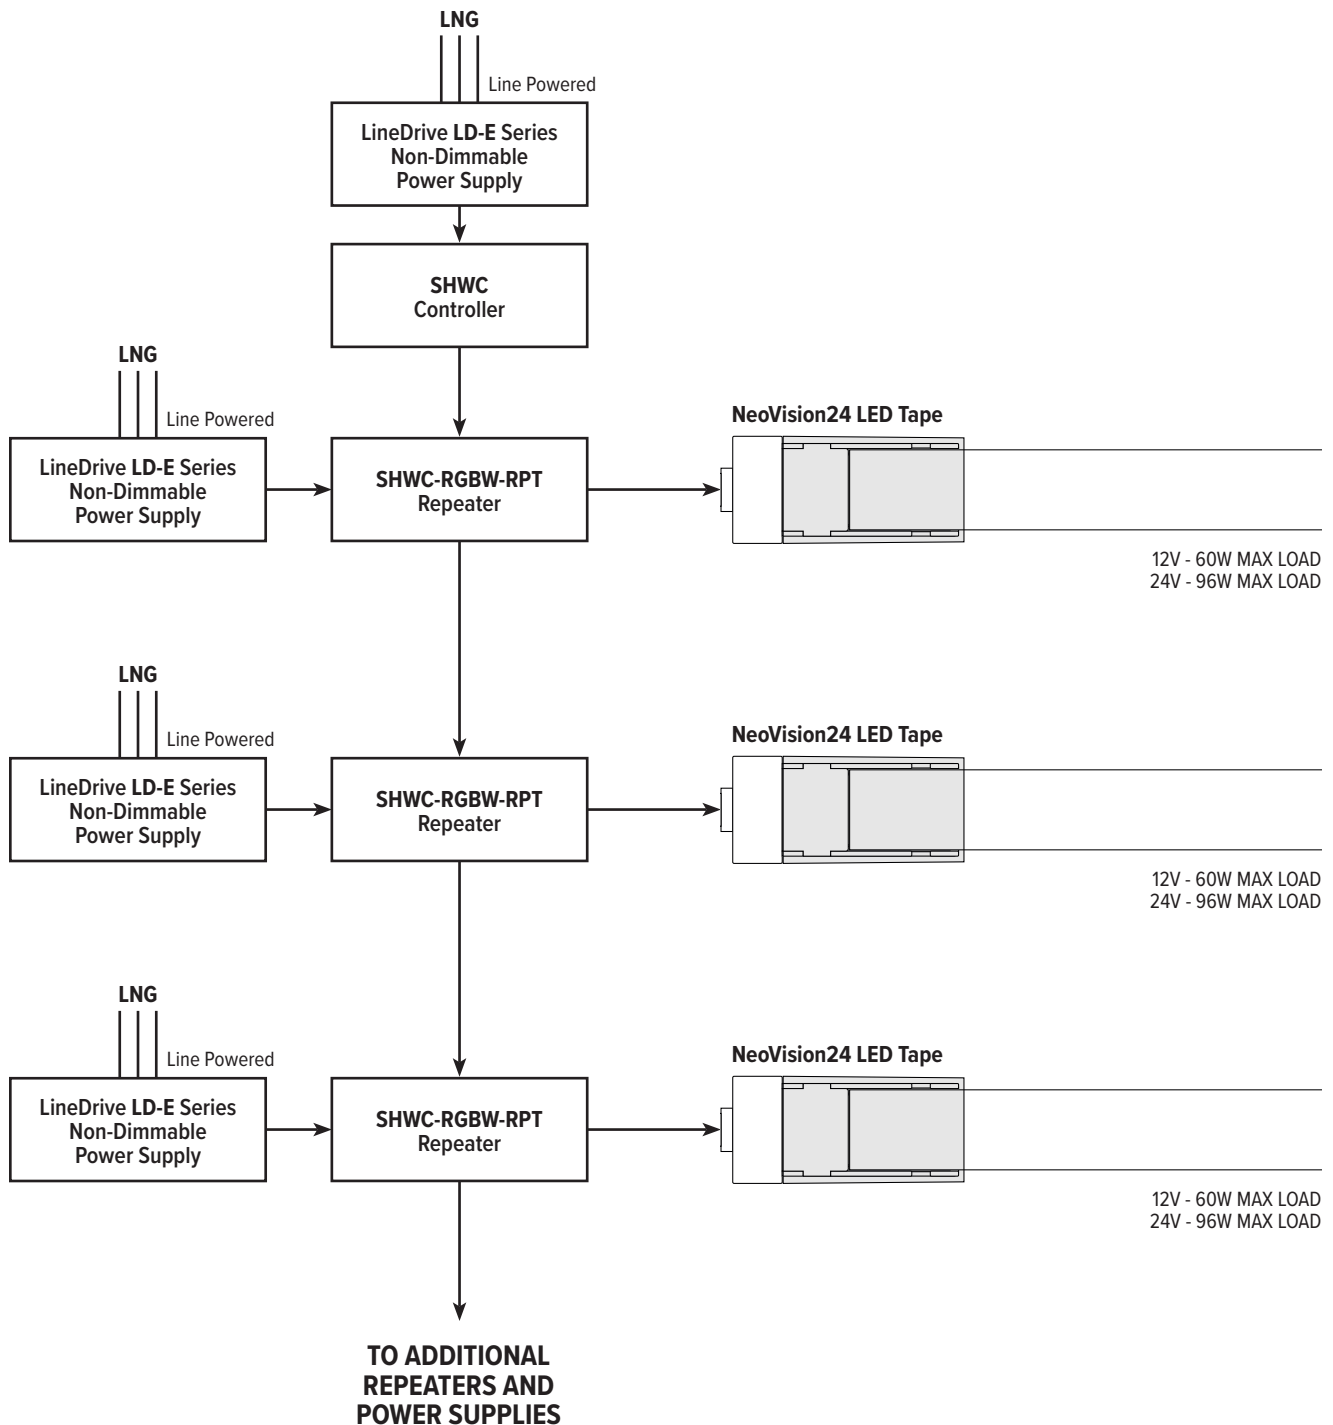 LNG
Line Powered
LineDrive LD-E Series
Non-Dimmable
Power Supply
SHWC
Controller
LNG
Line Powered
LineDrive LD-E Series
Non-Dimmable
Power Supply
SHWC-RGBW-RPT
Repeater
NeoVision24 LED Tape
12V - 60W MAX LOAD
24V - 96W MAX LOAD
LNG
Line Powered
LineDrive LD-E Series
Non-Dimmable
Power Supply
SHWC-RGBW-RPT
Repeater
NeoVision24 LED Tape
12V - 60W MAX LOAD
24V - 96W MAX LOAD
LNG
Line Powered
LineDrive LD-E Series
Non-Dimmable
Power Supply
SHWC-RGBW-RPT
Repeater
NeoVision24 LED Tape
12V - 60W MAX LOAD
24V - 96W MAX LOAD
TO ADDITIONAL
REPEATERS AND
POWER SUPPLIES